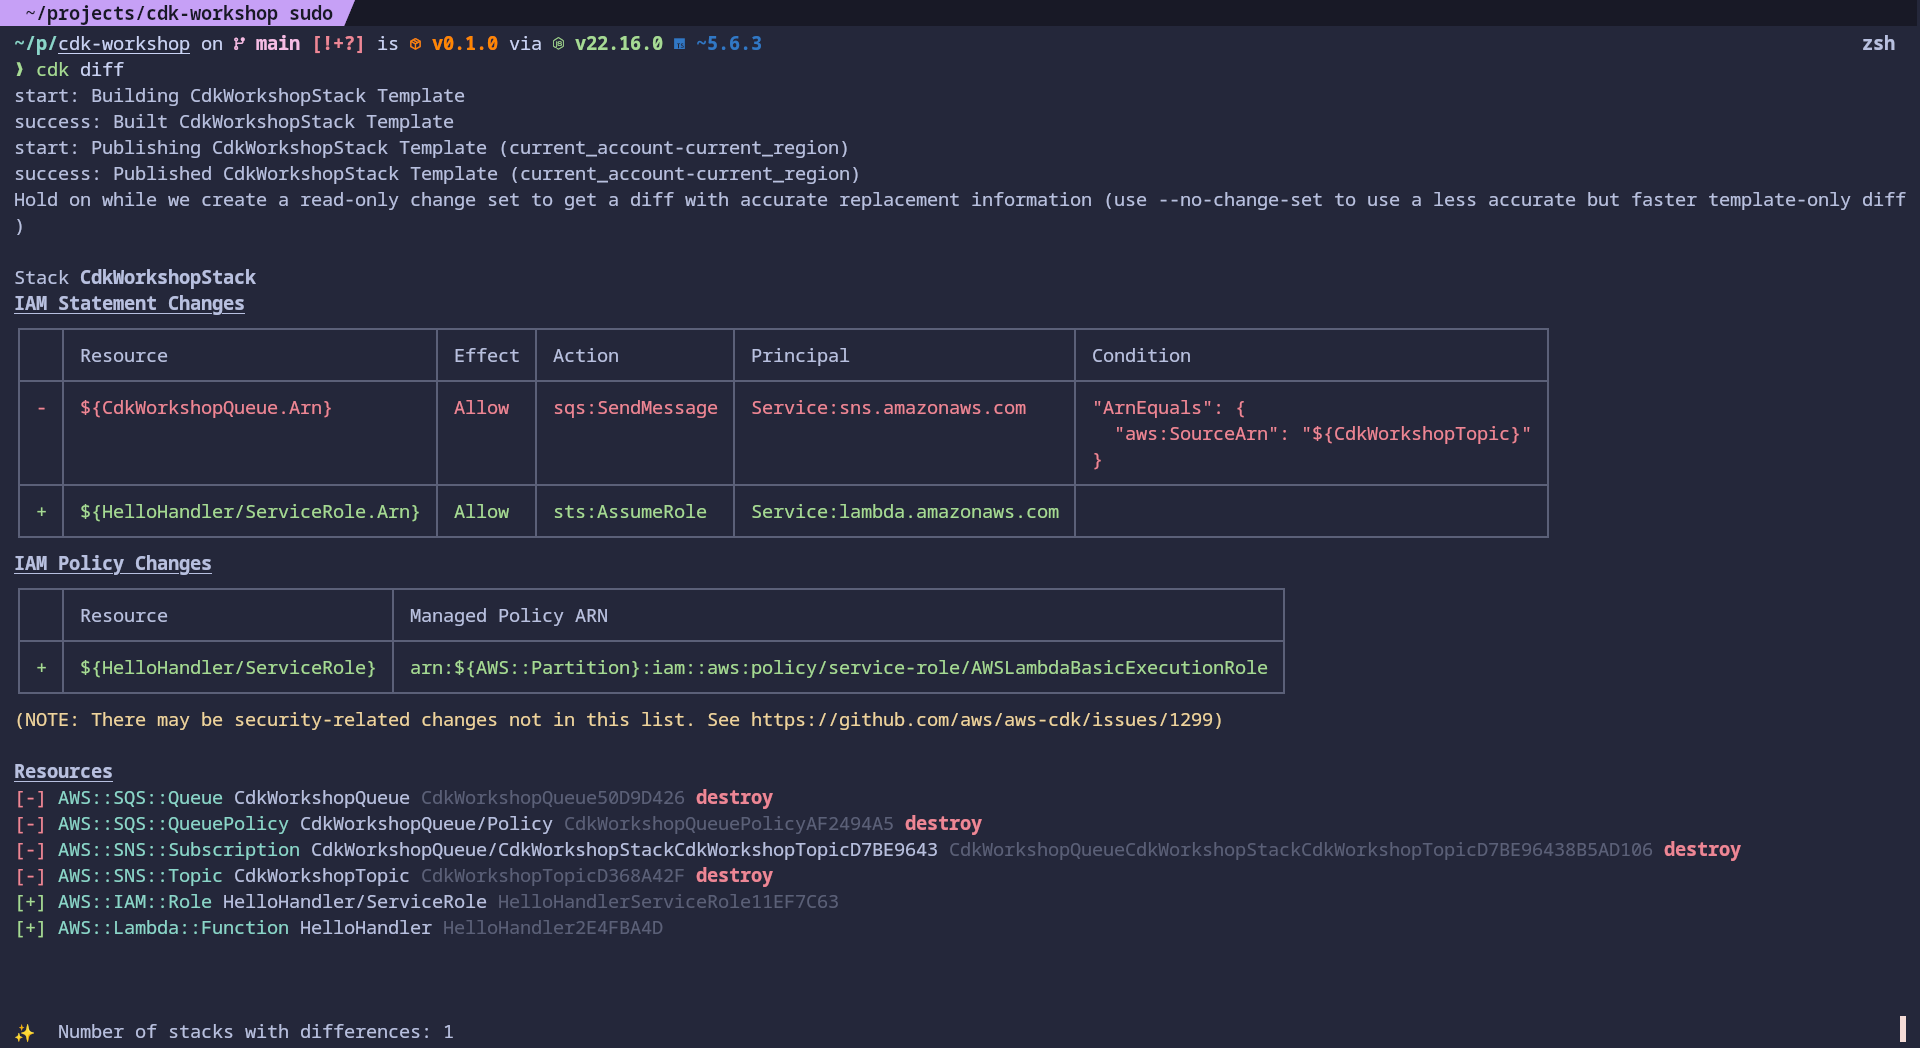 ~/projects/cdk-workshop sudo
~/p/cdk-workshop on main [!+?] is v0.1.0 via v22.16.0 ~5.6.3 zsh
❱ cdk diff
start: Building CdkWorkshopStack Template
success: Built CdkWorkshopStack Template
start: Publishing CdkWorkshopStack Template (current_account-current_region)
success: Published CdkWorkshopStack Template (current_account-current_region)
Hold on while we create a read-only change set to get a diff with accurate replacement information (use --no-change-set to use a less accurate but faster template-only diff
)
Stack CdkWorkshopStack
IAM Statement Changes
Resource Effect Action Principal Condition
- ${CdkWorkshopQueue.Arn} Allow sqs:SendMessage Service:sns.amazonaws.com "ArnEquals": {
"aws:SourceArn": "${CdkWorkshopTopic}"
}
+ ${HelloHandler/ServiceRole.Arn} Allow sts:AssumeRole Service:lambda.amazonaws.com
IAM Policy Changes
Resource Managed Policy ARN
+ ${HelloHandler/ServiceRole} arn:${AWS::Partition}:iam::aws:policy/service-role/AWSLambdaBasicExecutionRole
(NOTE: There may be security-related changes not in this list. See https://github.com/aws/aws-cdk/issues/1299)
Resources
[-] AWS::SQS::Queue CdkWorkshopQueue CdkWorkshopQueue50D9D426 destroy
[-] AWS::SQS::QueuePolicy CdkWorkshopQueue/Policy CdkWorkshopQueuePolicyAF2494A5 destroy
[-] AWS::SNS::Subscription CdkWorkshopQueue/CdkWorkshopStackCdkWorkshopTopicD7BE9643 CdkWorkshopQueueCdkWorkshopStackCdkWorkshopTopicD7BE96438B5AD106 destroy
[-] AWS::SNS::Topic CdkWorkshopTopic CdkWorkshopTopicD368A42F destroy
[+] AWS::IAM::Role HelloHandler/ServiceRole HelloHandlerServiceRole11EF7C63
[+] AWS::Lambda::Function HelloHandler HelloHandler2E4FBA4D
✨ Number of stacks with differences: 1